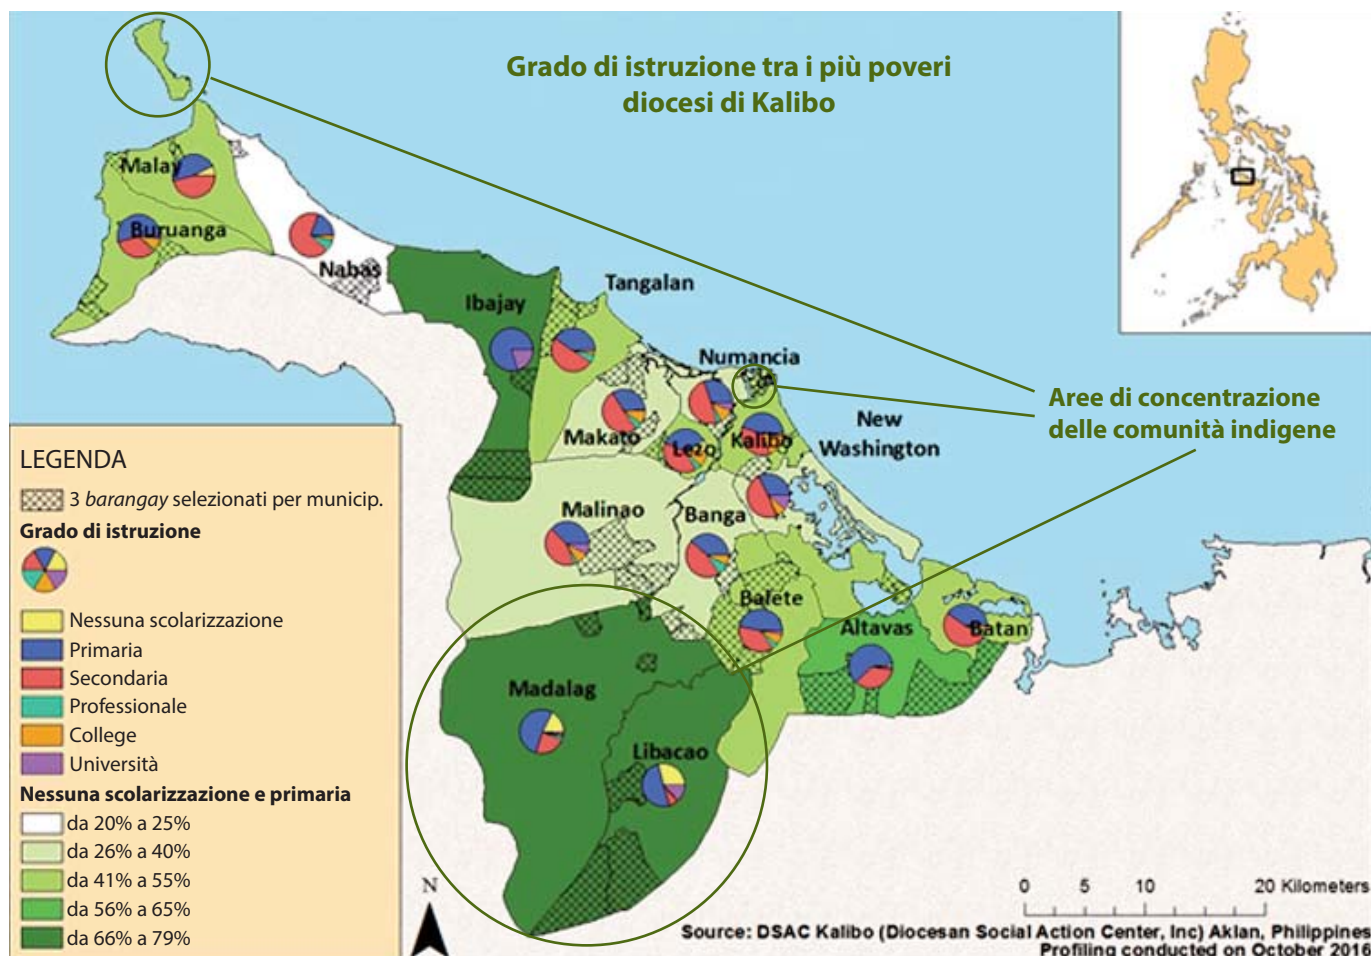 Grado di istruzione tra i più poveri
diocesi di Kalibo
Malay
Buruanga
Nabas
Ibajay
Tangalan
Numancia
Makato
Lezo
Kalibo
New
Washington
Malinao
Banga
Balete
Altavas
Batan
Madalag
Libacao
Aree di concentrazione
delle comunità indigene
LEGENDA
3 barangay selezionati per municip.
Grado di istruzione
Nessuna scolarizzazione
Primaria
Secondaria
Professionale
College
Università
Nessuna scolarizzazione e primaria
da 20% a 25%
da 26% a 40%
da 41% a 55%
da 56% a 65%
da 66% a 79%
N
0 5 10 20 Kilometers
Source: DSAC Kalibo (Diocesan Social Action Center, Inc) Aklan, Philippines
Profiling conducted on October 2016